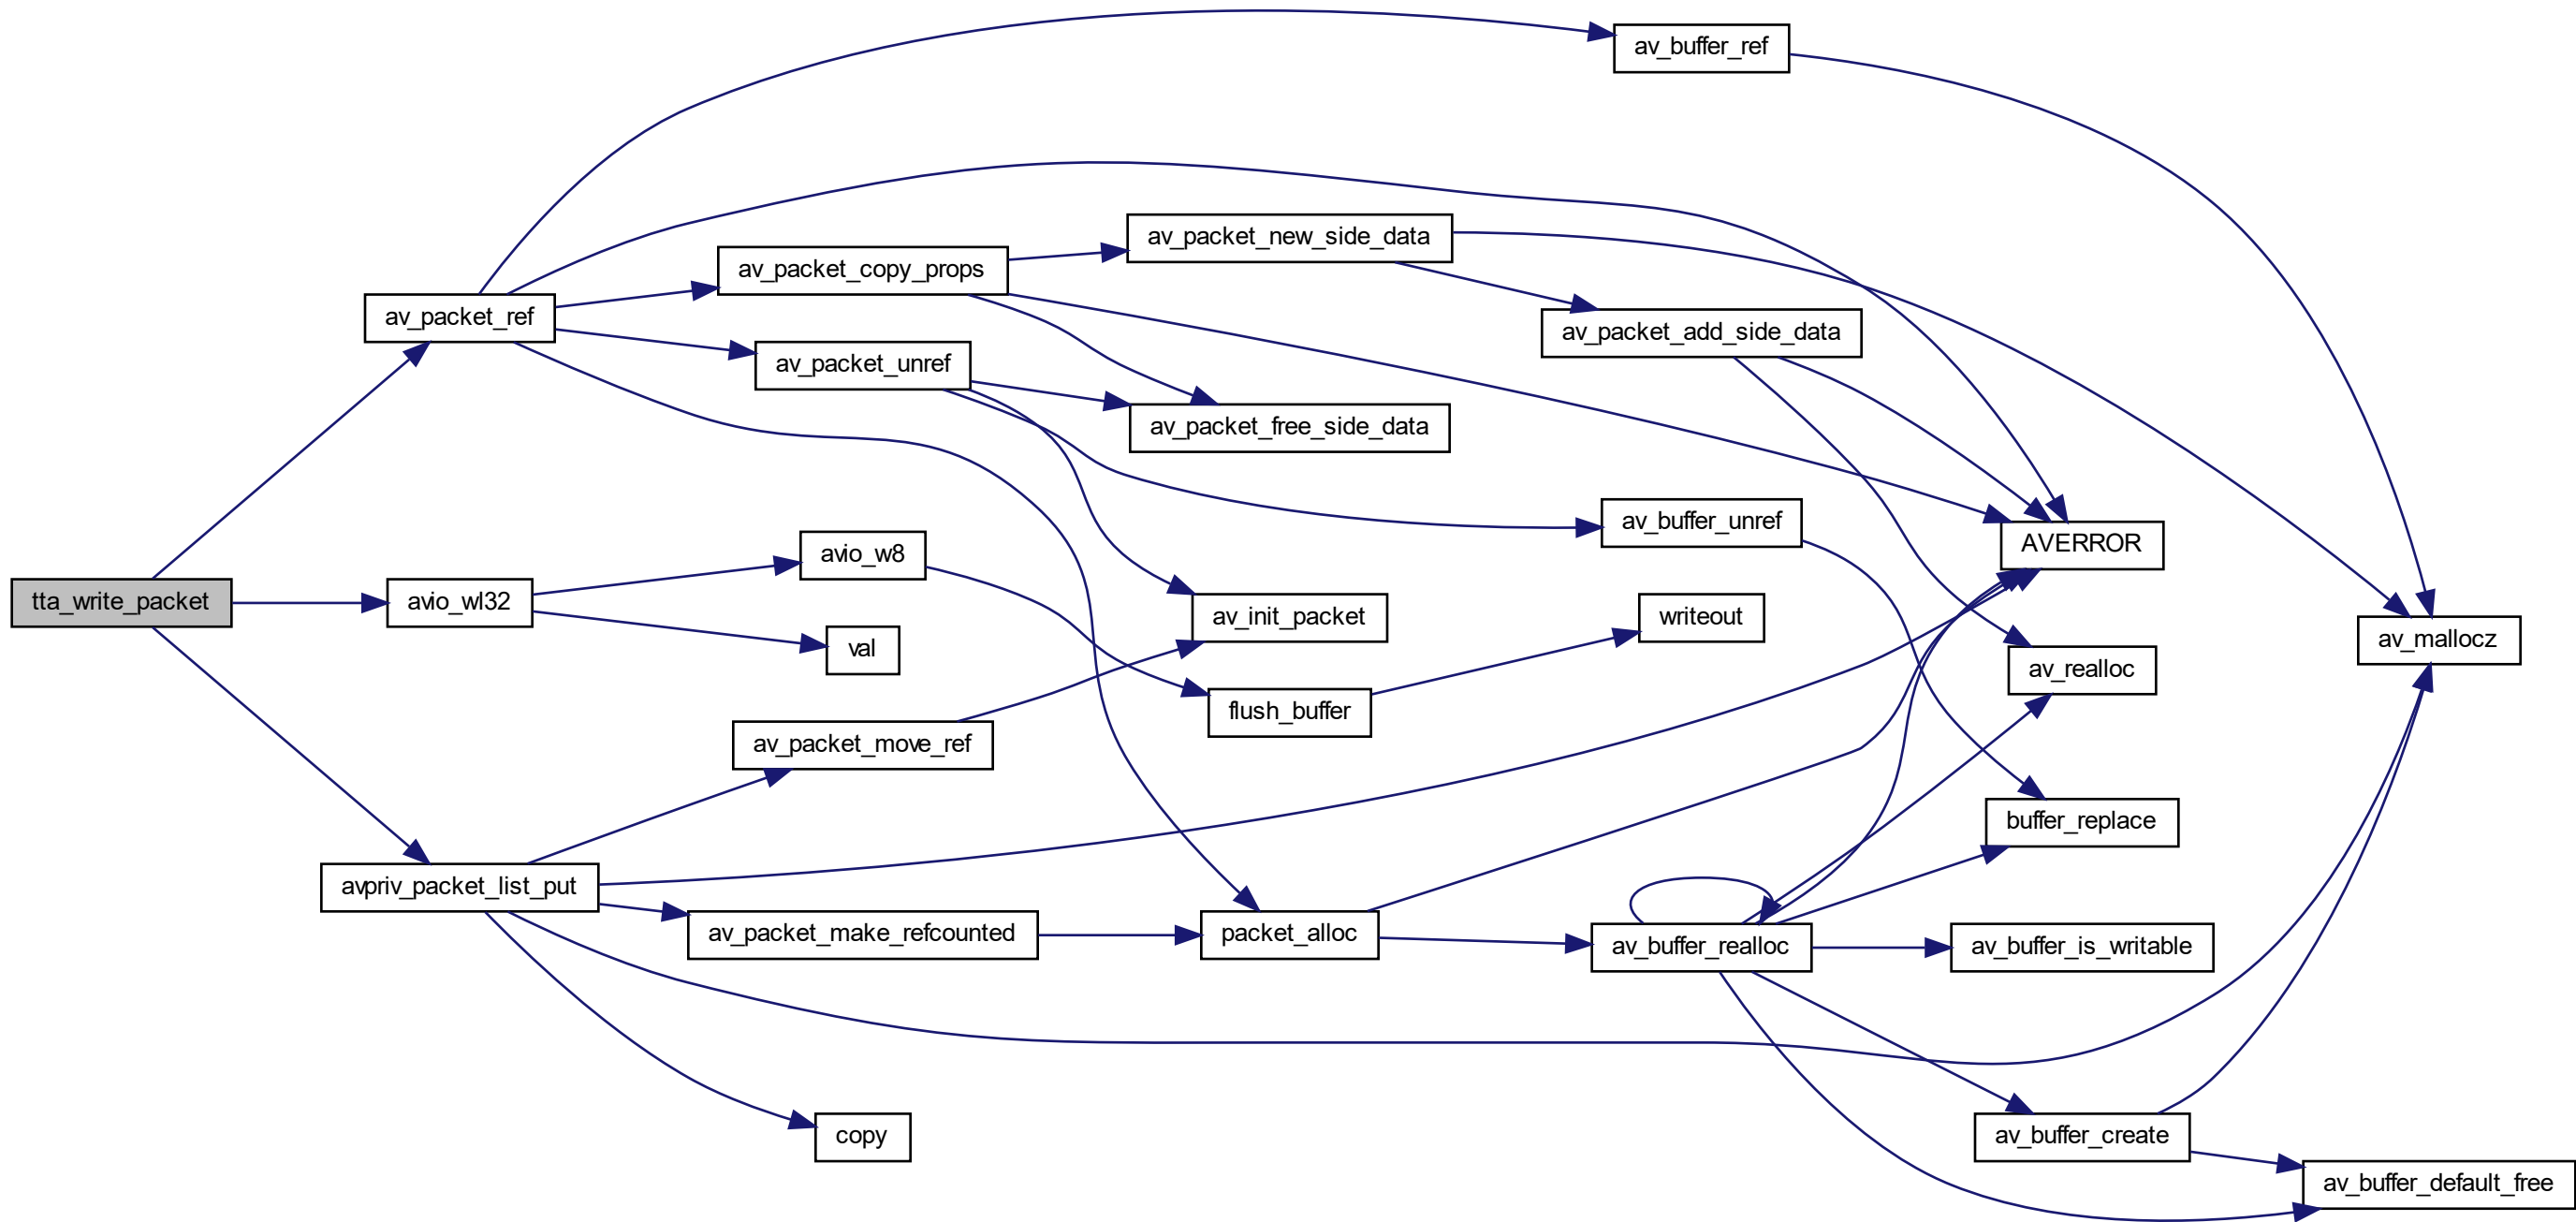 av_buffer_ref
av_packet_new_side_data
av_packet_copy_props
av_packet_ref
av_packet_add_side_data
av_packet_unref
av_packet_free_side_data
av_buffer_unref
AVERROR
avio_w8
tta_write_packet
avio_wl32
av_init_packet
writeout
val
av_mallocz
av_realloc
flush_buffer
av_packet_move_ref
buffer_replace
avpriv_packet_list_put
av_packet_make_refcounted
packet_alloc
av_buffer_realloc
av_buffer_is_writable
copy
av_buffer_create
av_buffer_default_free